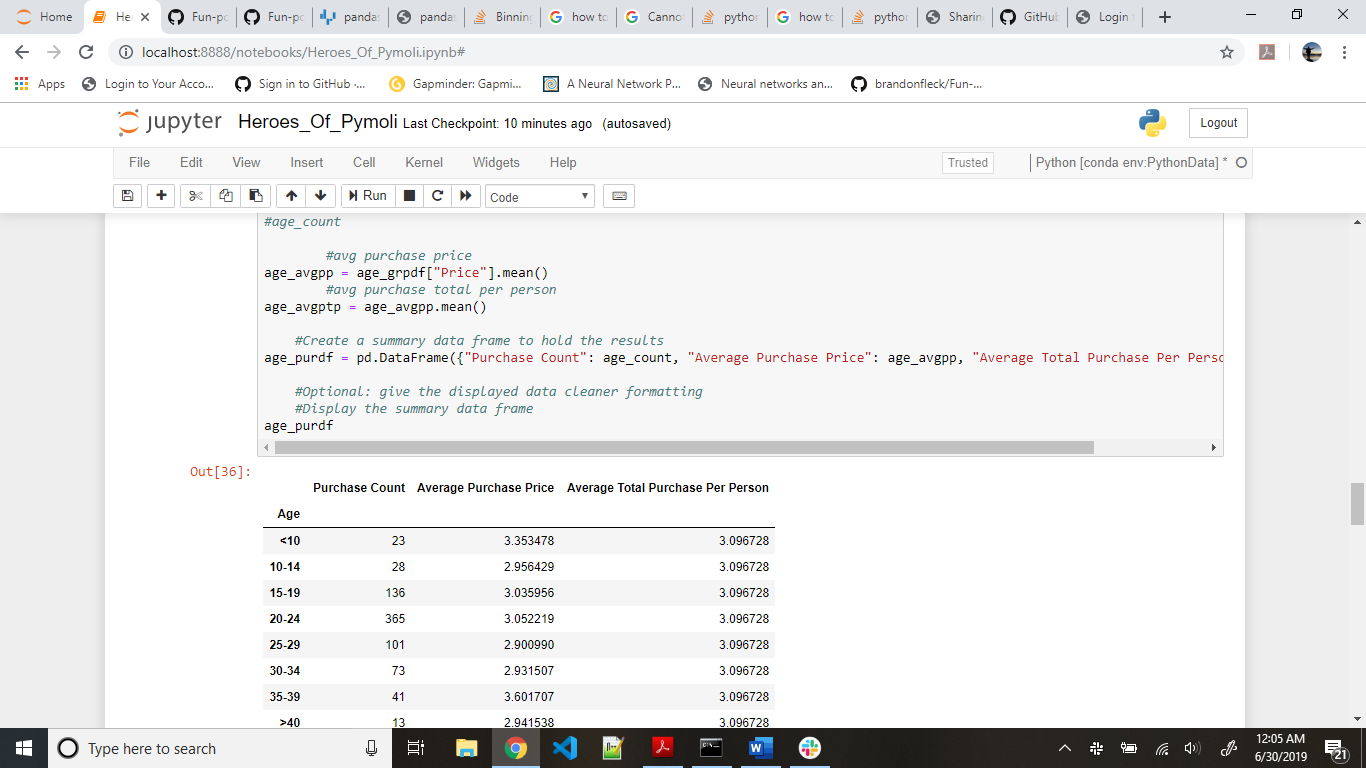 Home
He
Fun-po
Fun-po
panda
panda
Binnin
how to
Canno
python
how to
python
Sharin
GitHub
Login
localhost:8888/notebooks/Heroes_Of_Pymoli.ipynb#
Apps
Login to Your Acco...
Sign in to GitHub ·...
Gapminder: Gapmi...
A Neural Network P...
Neural networks an...
brandonfleck/Fun-...
jupyter Heroes_Of_Pymoli Last Checkpoint: 10 minutes ago (autosaved)
Logout
File Edit View Insert Cell Kernel Widgets Help
Trusted
Python [conda env:PythonData] *
Run
Code
#age_count
#avg purchase price
age_avgpp = age_grpdf["Price"].mean()
#avg purchase total per person
age_avgptp = age_avgpp.mean()
#Create a summary data frame to hold the results
age_purdf = pd.DataFrame({"Purchase Count": age_count, "Average Purchase Price": age_avgpp, "Average Total Purchase Per Perso
#Optional: give the displayed data cleaner formatting
#Display the summary data frame
age_purdf
Out[36]:
Purchase Count Average Purchase Price Average Total Purchase Per Person
Age
<10 23 3.353478 3.096728
10-14 28 2.956429 3.096728
15-19 136 3.035956 3.096728
20-24 365 3.052219 3.096728
25-29 101 2.900990 3.096728
30-34 73 2.931507 3.096728
35-39 41 3.601707 3.096728
>40 13 2.941538 3.096728
Type here to search
12:05 AM
6/30/2019
21